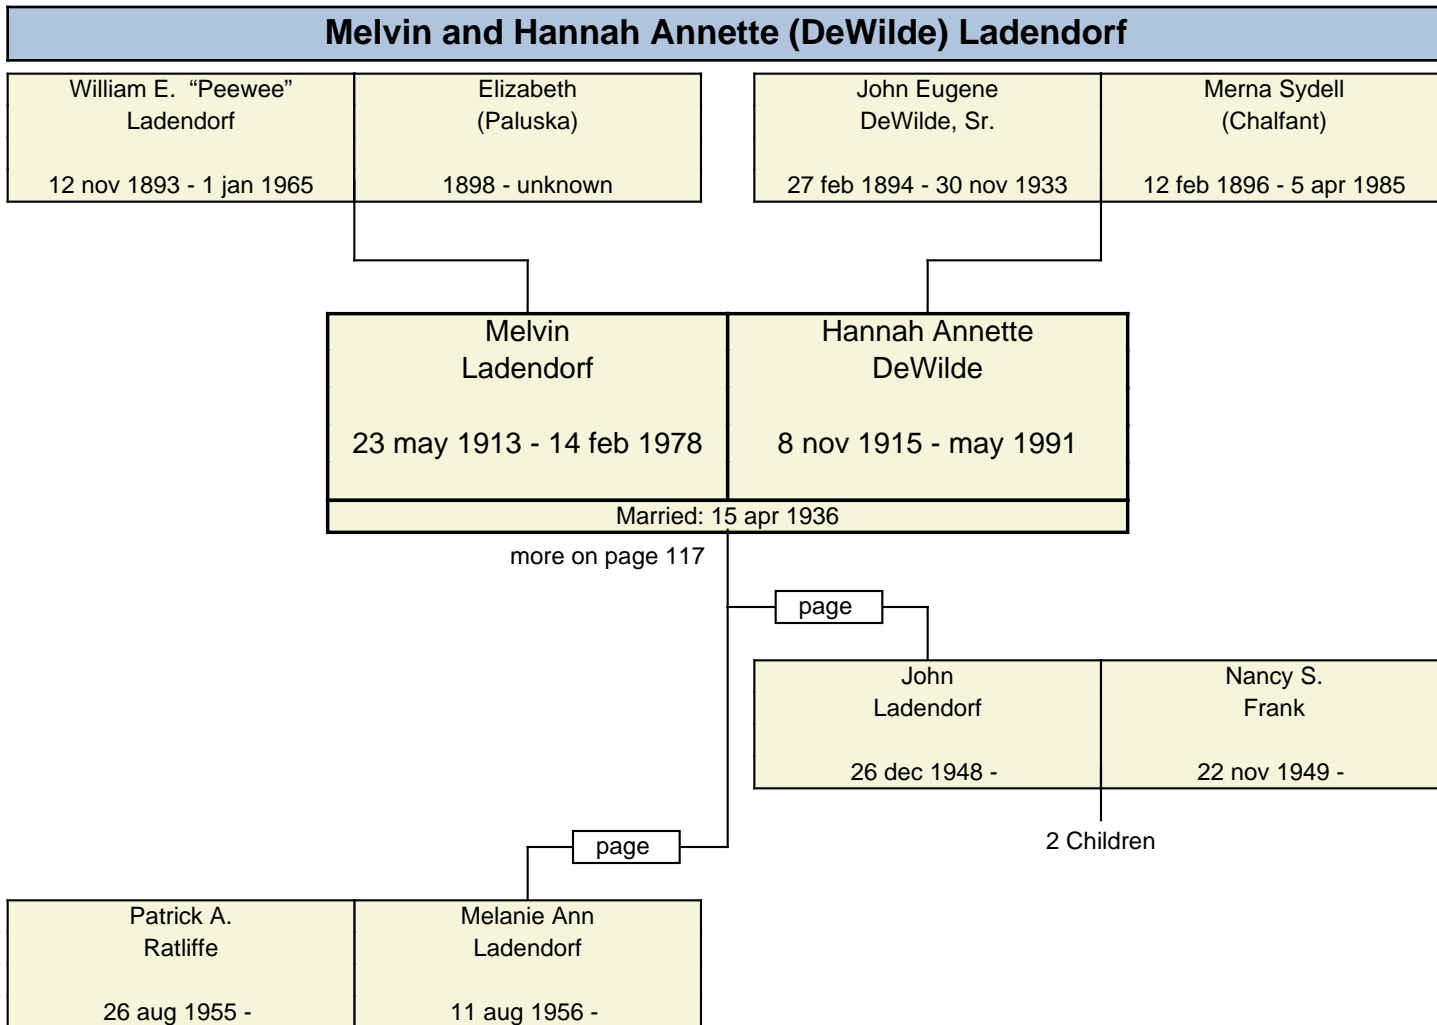 Melvin and Hannah Annette (DeWilde) Ladendorf
William E.  “Peewee”
Ladendorf
12 nov 1893 - 1 jan 1965
Elizabeth
(Paluska)
1898 - unknown
John Eugene
DeWilde, Sr.
27 feb 1894 - 30 nov 1933
Merna Sydell
(Chalfant)
12 feb 1896 - 5 apr 1985
Melvin
Ladendorf
23 may 1913 - 14 feb 1978
Hannah Annette
DeWilde
8 nov 1915 - may 1991
Married: 15 apr 1936
more on page 117
page
John
Ladendorf
26 dec 1948 -
Nancy S.
Frank
22 nov 1949 -
2 Children
page
Patrick A.
Ratliffe
26 aug 1955 -
Melanie Ann
Ladendorf
11 aug 1956 -